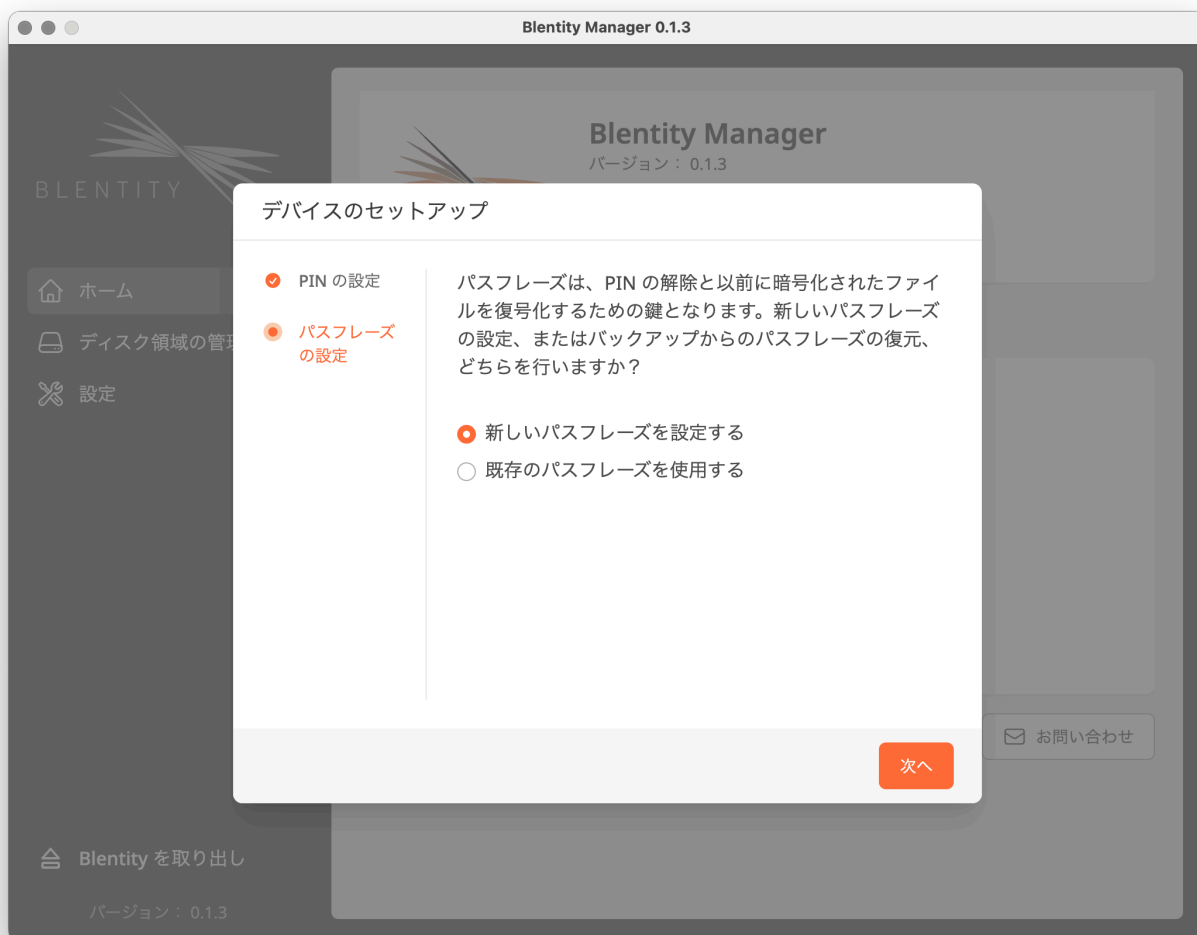 Blentity Manager 0.1.3
BLENTITY
Blentity Manager
バージョン： 0.1.3
デバイスのセットアップ
PIN の設定
パスフレーズ
の設定
パスフレーズは、PIN の解除と以前に暗号化されたファイ
ルを復号化するための鍵となります。新しいパスフレーズ
の設定、またはバックアップからのパスフレーズの復元、
どちらを行いますか？
新しいパスフレーズを設定する
既存のパスフレーズを使用する
次へ
ホーム
ディスク領域の管
設定
お問い合わせ
Blentity を取り出し
バージョン： 0.1.3